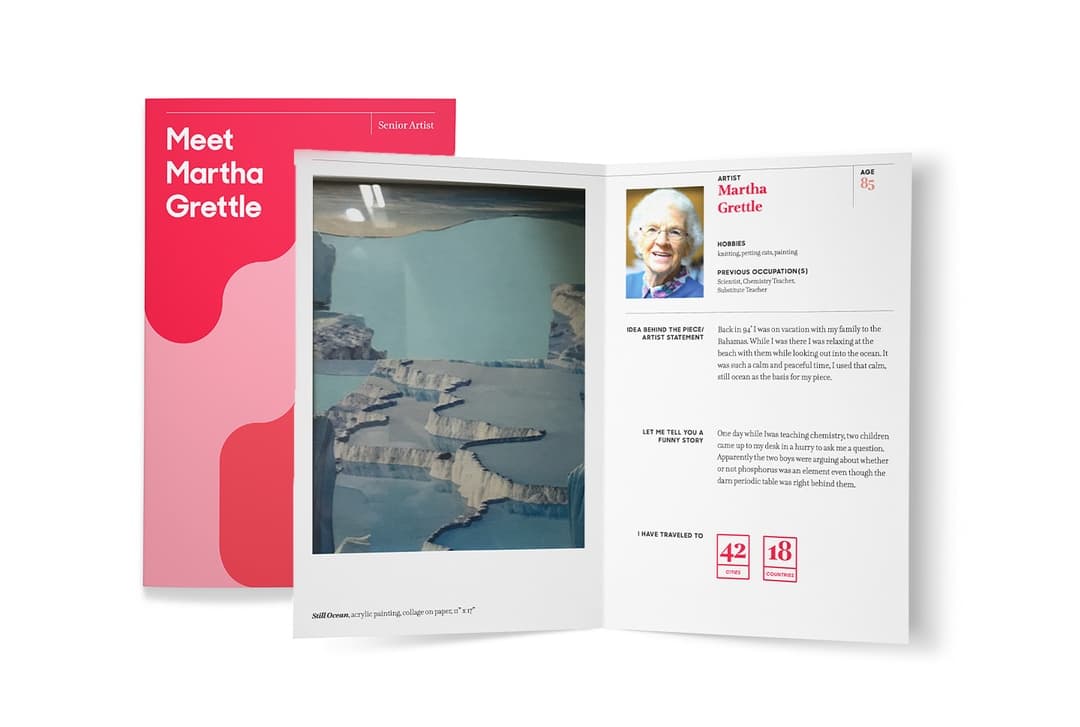 Meet
Martha
Grettle
Senior Artist
Still Ocean, acrylic painting, collage on paper, 11" x 17"
ARTIST
Martha
Grettle
AGE
85
HOBBIES
knitting, petting cats, painting
PREVIOUS OCCUPATION(S)
Scientist, Chemistry Teacher,
Substitute Teacher
IDEA BEHIND THE PIECE/
ARTIST STATEMENT
Back in 94' I was on vacation with my family to the
Bahamas. While I was there I was relaxing at the
beach with them while looking out into the ocean. It
was such a calm and peaceful time, I used that calm,
still ocean as the basis for my piece.
LET ME TELL YOU A
FUNNY STORY
One day while I was teaching chemistry, two children
came up to my desk in a hurry to ask me a question.
Apparently the two boys were arguing about whether
or not phosphorus was an element even though the
darn periodic table was right behind them.
I HAVE TRAVELED TO
42
CITIES
18
COUNTRIES